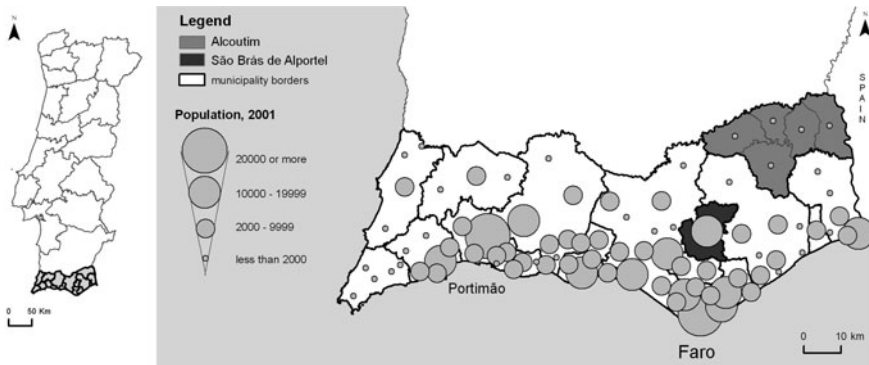 N
0 50 Km
Legend
Alcoutim
São Brás de Alportel
municipality borders
Population, 2001
20000 or more
10000 - 19999
2000 - 9999
less than 2000
N
SPAIN
Portimão
Faro
0 10 km